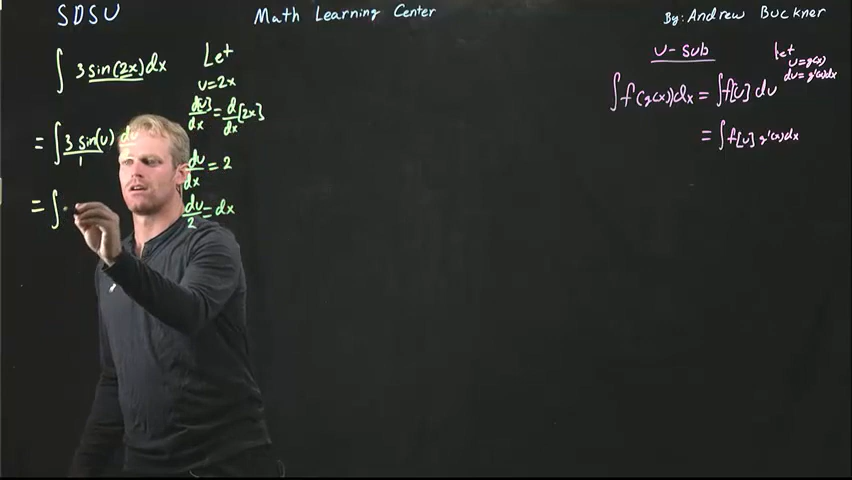 SDSU
Math Learning Center
By: Andrew Buckner
∫ 3 sin(2x) dx
= ∫ 3 sin(u)/1 du
= ∫
Let
u = 2x
du/dx = d/dx [2x]
du/dx = 2
du/2 = dx
u-sub
∫ f(g(x)) dx = ∫ f[u] du
= ∫ f[u] g'(x) dx
let
u = g(x)
du = g'(x) dx